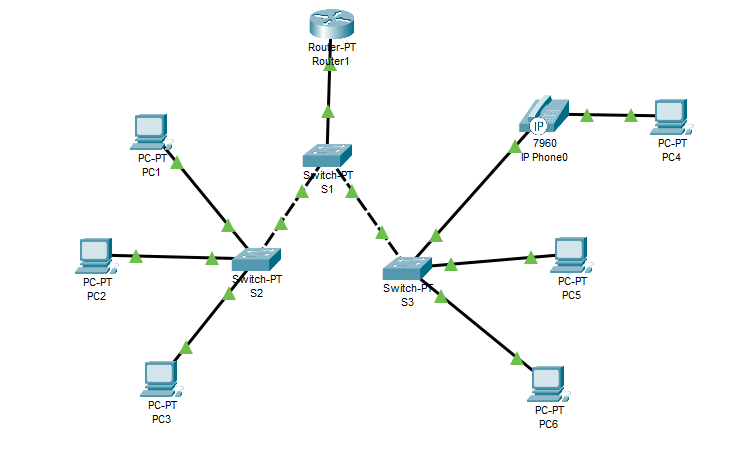 Router-PT
Router1
PC-PT
PC1
Switch-PT
S1
IP
7960
IP Phone0
PC-PT
PC4
PC-PT
PC2
Switch-PT
S2
Switch-PT
S3
PC-PT
PC5
PC-PT
PC3
PC-PT
PC6